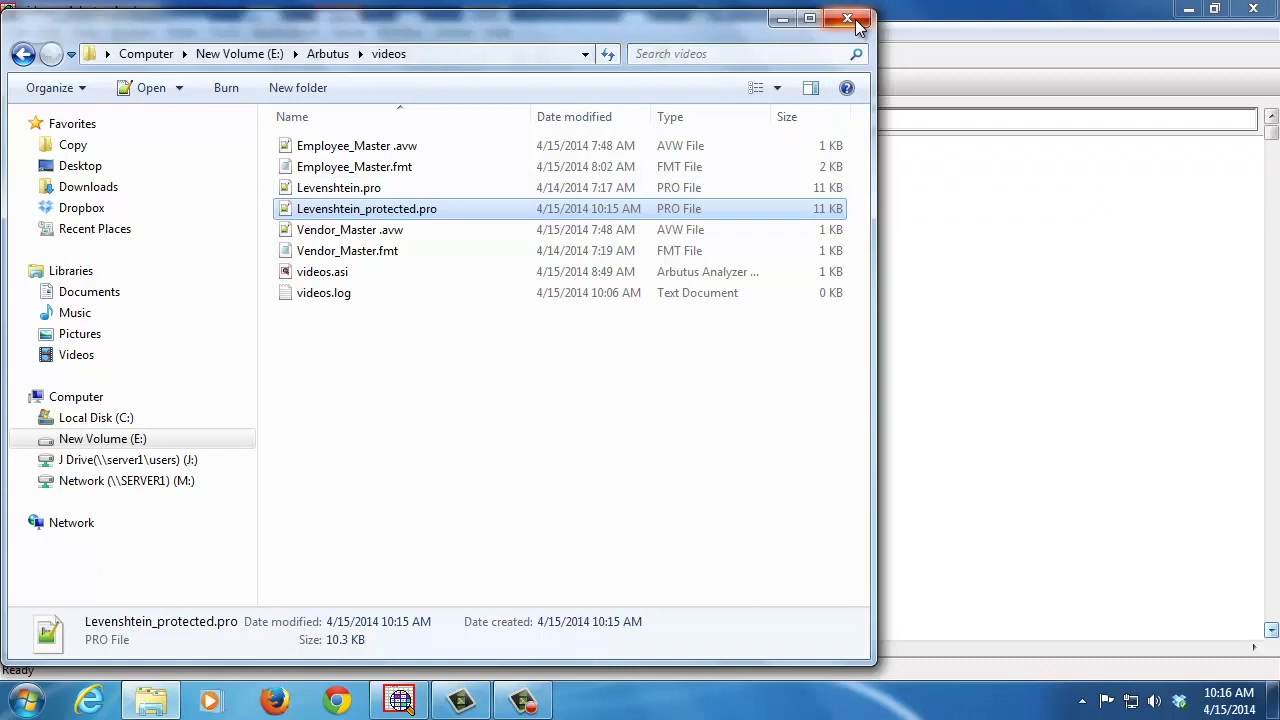 Computer New Volume (E:) Arbutus videos Search videos
Organize Open Burn New folder
Name Date modified Type Size
Favorites
Copy
Desktop
Downloads
Dropbox
Recent Places
Libraries
Documents
Music
Pictures
Videos
Computer
Local Disk (C:)
New Volume (E:)
J Drive(\\server1\users) (J:)
Network (\\SERVER1) (M:)
Network
Employee_Master .avw 4/15/2014 7:48 AM AVW File 1 KB
Employee_Master.fmt 4/15/2014 8:02 AM FMT File 2 KB
Levenshtein.pro 4/14/2014 7:17 AM PRO File 11 KB
Levenshtein_protected.pro 4/15/2014 10:15 AM PRO File 11 KB
Vendor_Master .avw 4/15/2014 7:48 AM AVW File 1 KB
Vendor_Master.fmt 4/14/2014 7:19 AM FMT File 1 KB
videos.asi 4/15/2014 8:49 AM Arbutus Analyzer ... 1 KB
videos.log 4/15/2014 10:06 AM Text Document 0 KB
Levenshtein_protected.pro Date modified: 4/15/2014 10:15 AM Date created: 4/15/2014 10:15 AM
PRO File Size: 10.3 KB
Ready
10:16 AM
4/15/2014